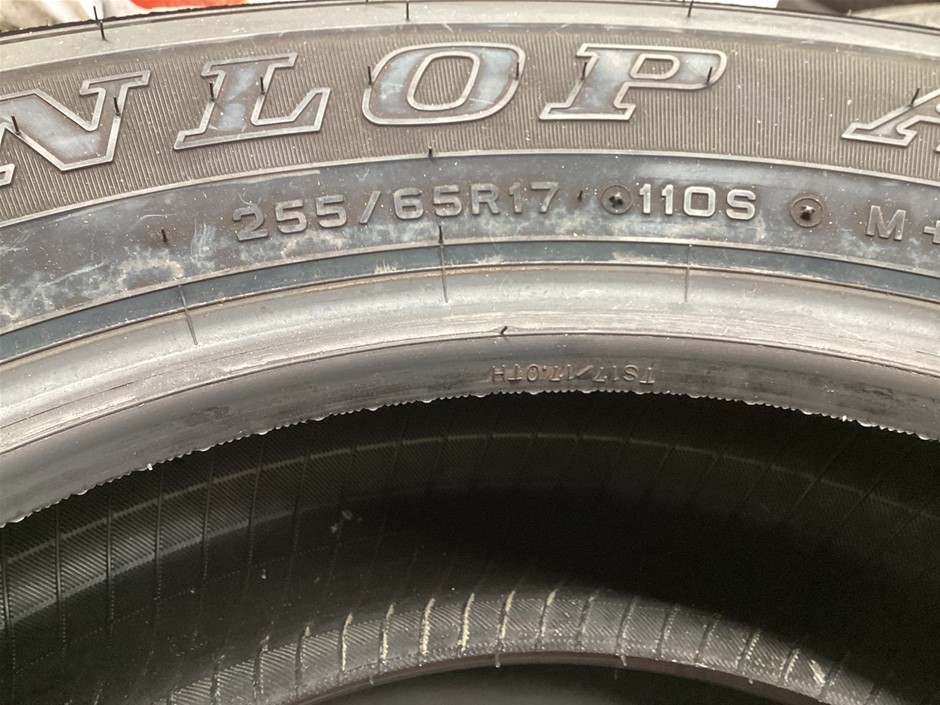 NLOP A
255/65R17 110S M+
TS17/17.0TH